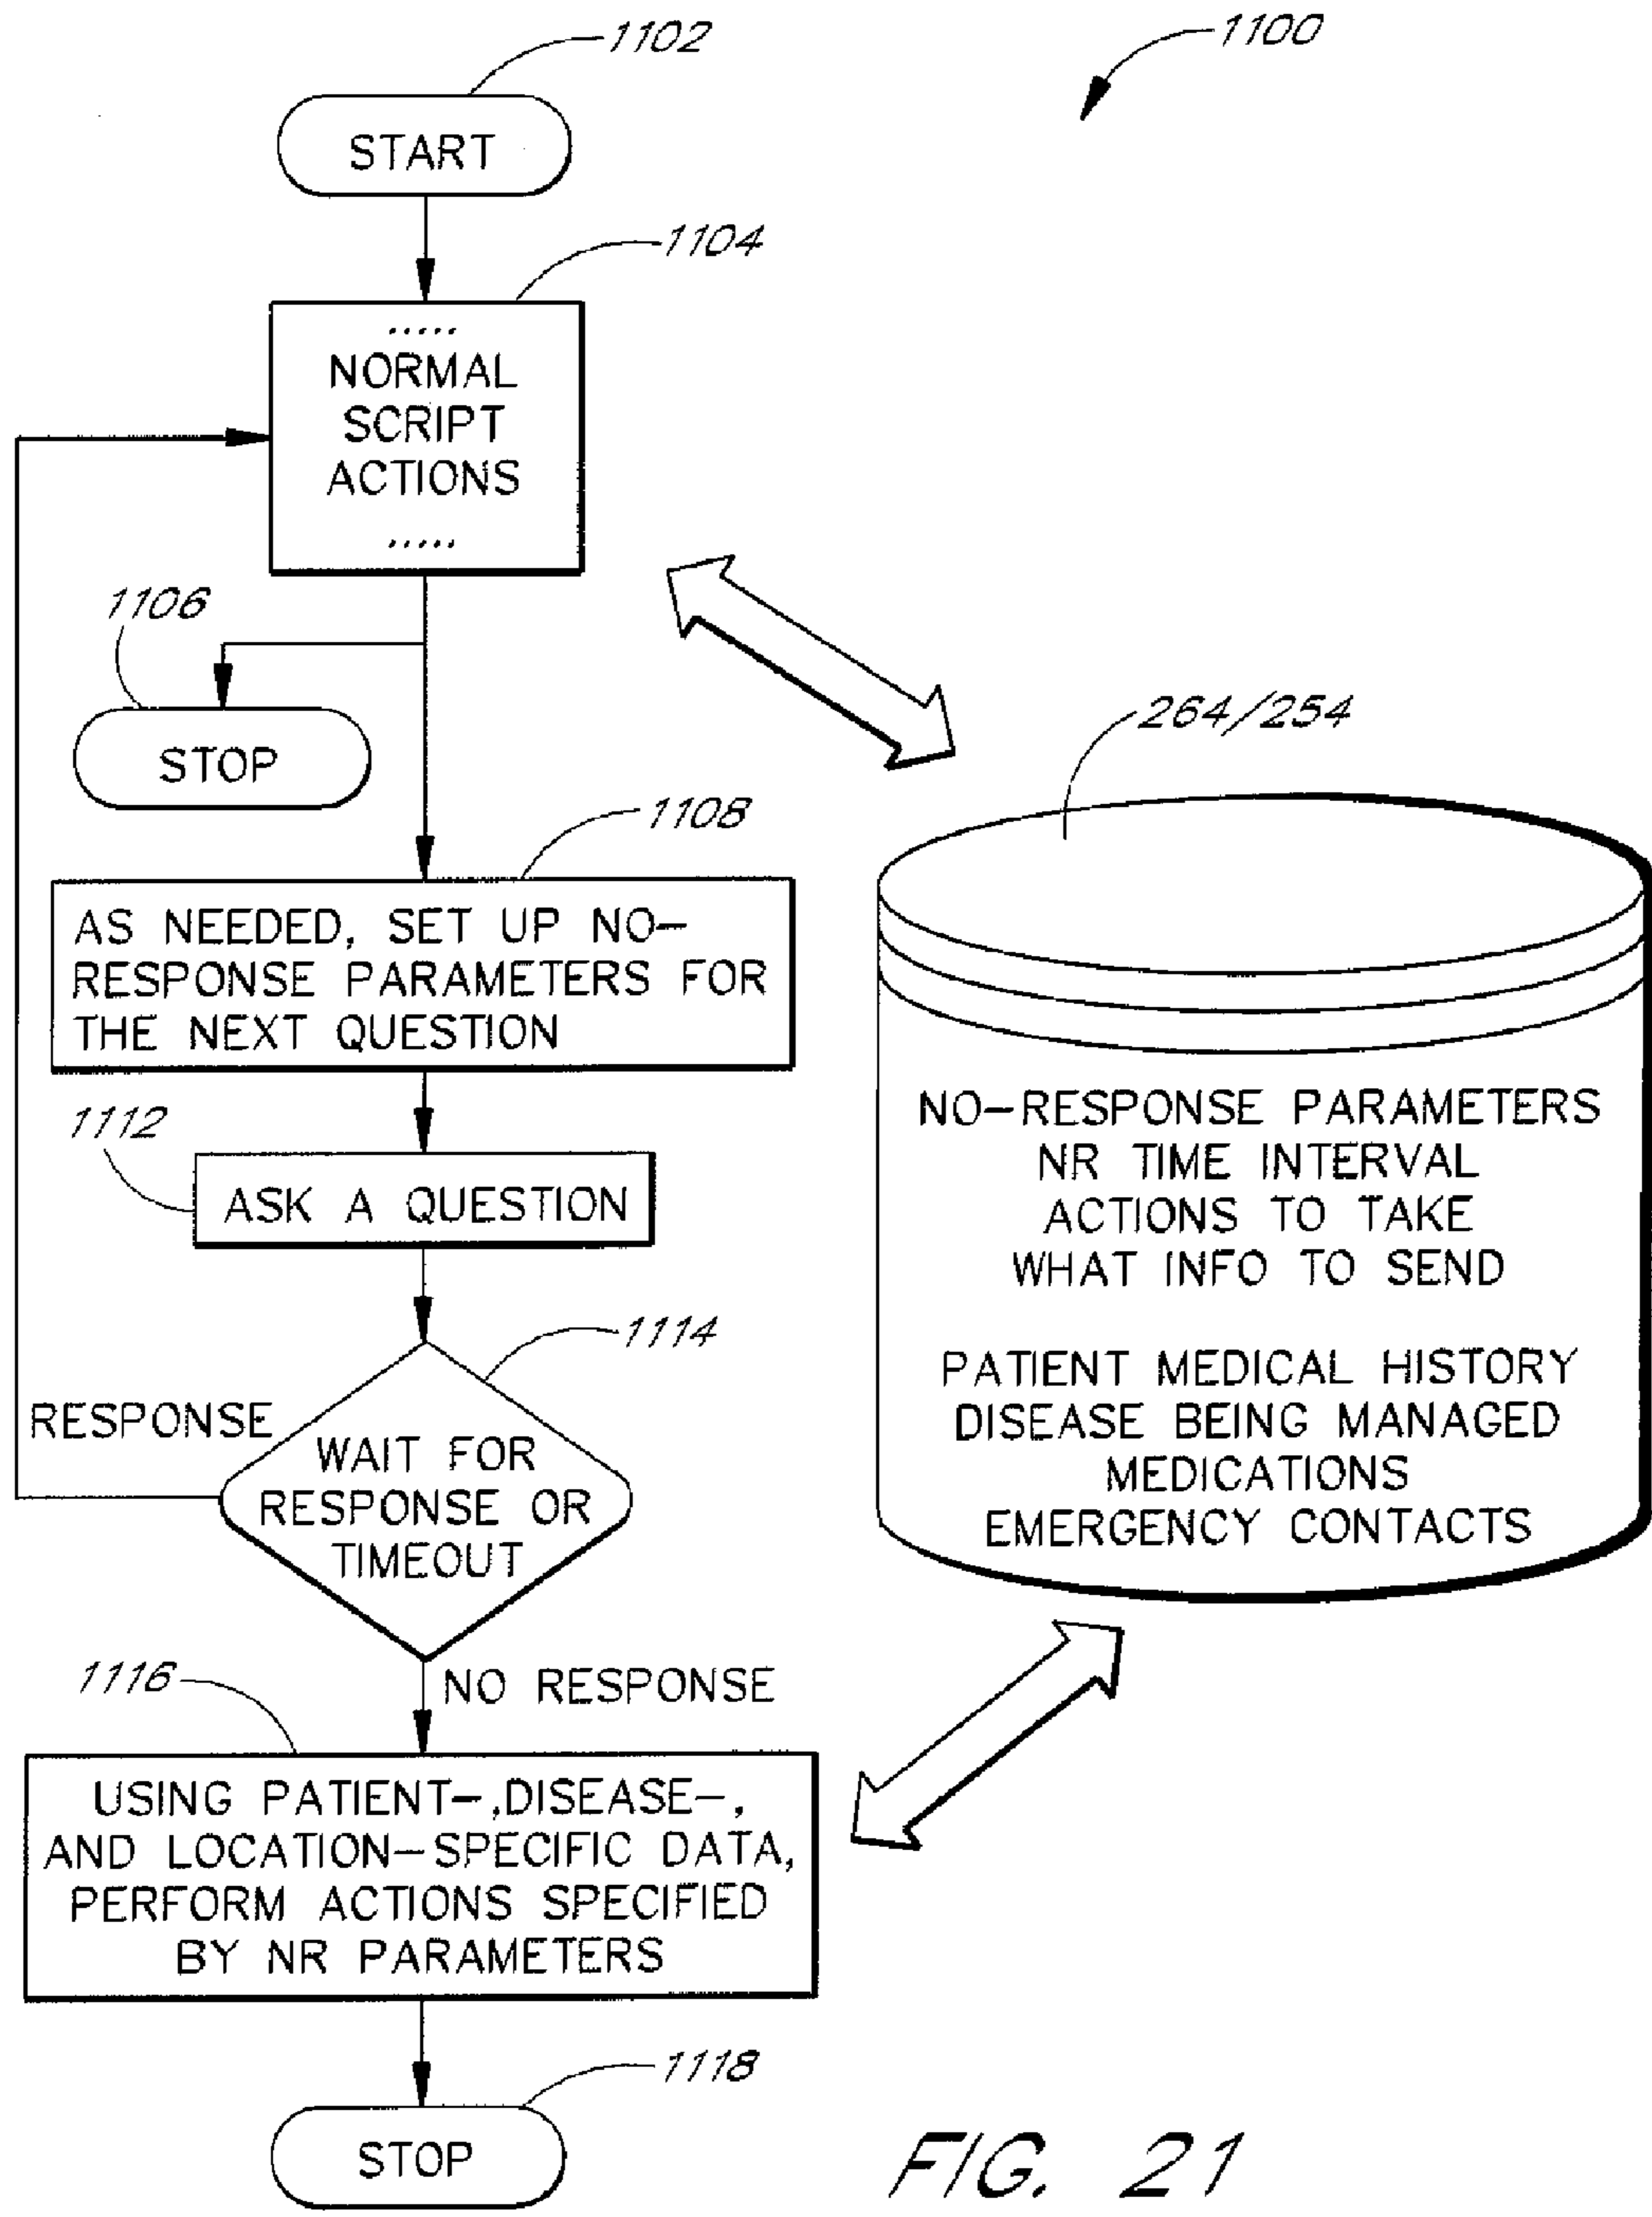 1102
1100
START
1104
.....
NORMAL
SCRIPT
ACTIONS
.....
1106
STOP
264/254
1108
AS NEEDED, SET UP NO-
RESPONSE PARAMETERS FOR
THE NEXT QUESTION
1112
ASK A QUESTION
NO-RESPONSE PARAMETERS
NR TIME INTERVAL
ACTIONS TO TAKE
WHAT INFO TO SEND
PATIENT MEDICAL HISTORY
DISEASE BEING MANAGED
MEDICATIONS
EMERGENCY CONTACTS
1114
RESPONSE
WAIT FOR
RESPONSE OR
TIMEOUT
NO RESPONSE
1116
USING PATIENT-,DISEASE-,
AND LOCATION-SPECIFIC DATA,
PERFORM ACTIONS SPECIFIED
BY NR PARAMETERS
1118
STOP
FIG. 21